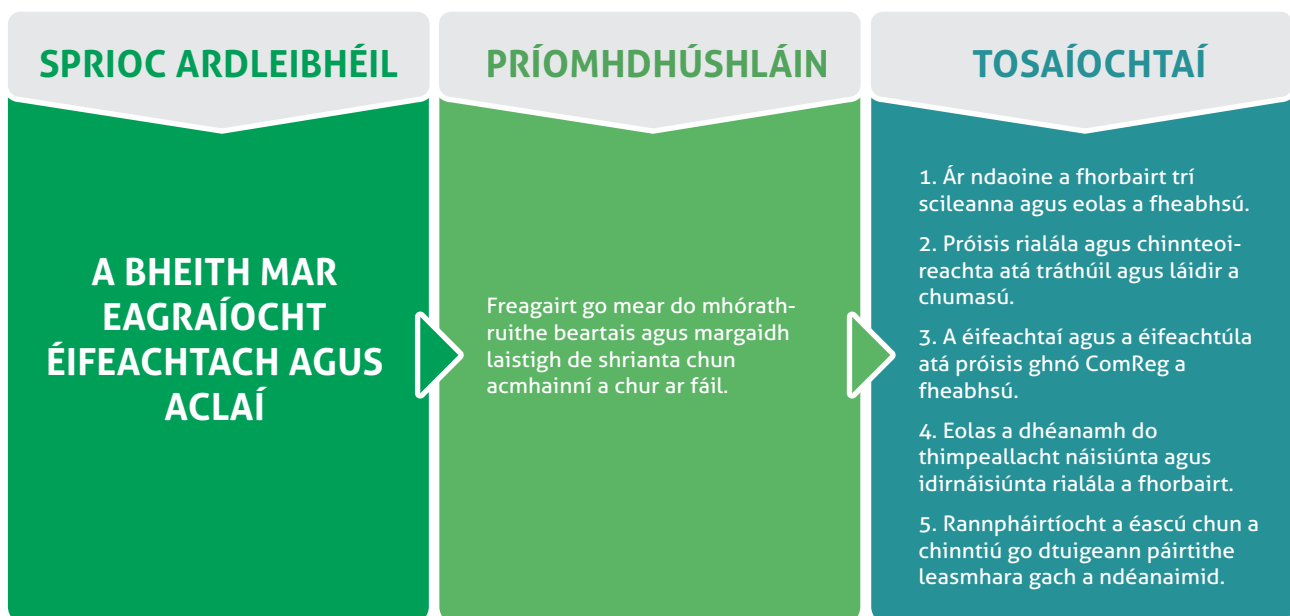 SPRIOC ARDLEIBHÉIL
A BHEITH MAR
EAGRAÍOCHT
ÉIFEACHTACH AGUS
ACLAÍ
PRÍOMHDHÚSHLÁIN
Freagairt go mear do mhórath-
ruithe beartais agus margaidh
laistigh de shrianta chun
acmhainní a chur ar fáil.
TOSAÍOCHTAÍ
1. Ár ndaoine a fhorbairt trí
scileanna agus eolas a fheabhsú.
2. Próisis rialála agus chinnteoi-
reachta atá tráthúil agus láidir a
chumasú.
3. A éifeachtaí agus a éifeachtúla
atá próisis ghnó ComReg a
fheabhsú.
4. Eolas a dhéanamh do
thimpeallacht náisiúnta agus
idirnáisiúnta rialála a fhorbairt.
5. Rannpháirtíocht a éascú chun a
chinntiú go dtuigeann páirtithe
leasmhara gach a ndéanaimid.